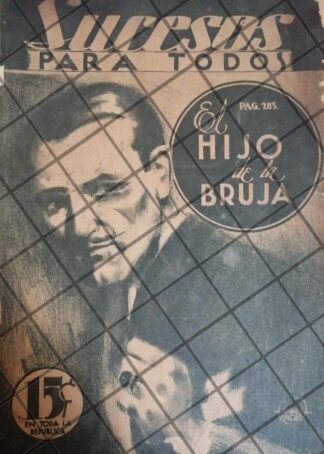 Sucesos
PARA TODOS
PAG. 283.
El
HIJO
de la
BRUJA
15¢
EN TODA LA
REPUBLICA